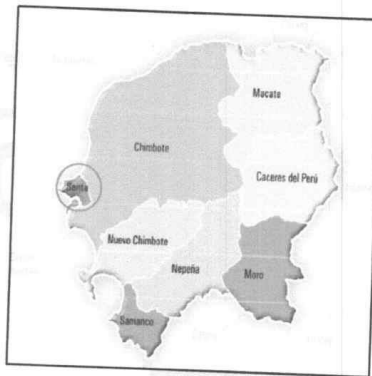 Macate
Chimbote
Caceres del Perú
Santa
Nuevo Chimbote
Nepeña
Moro
Samanco